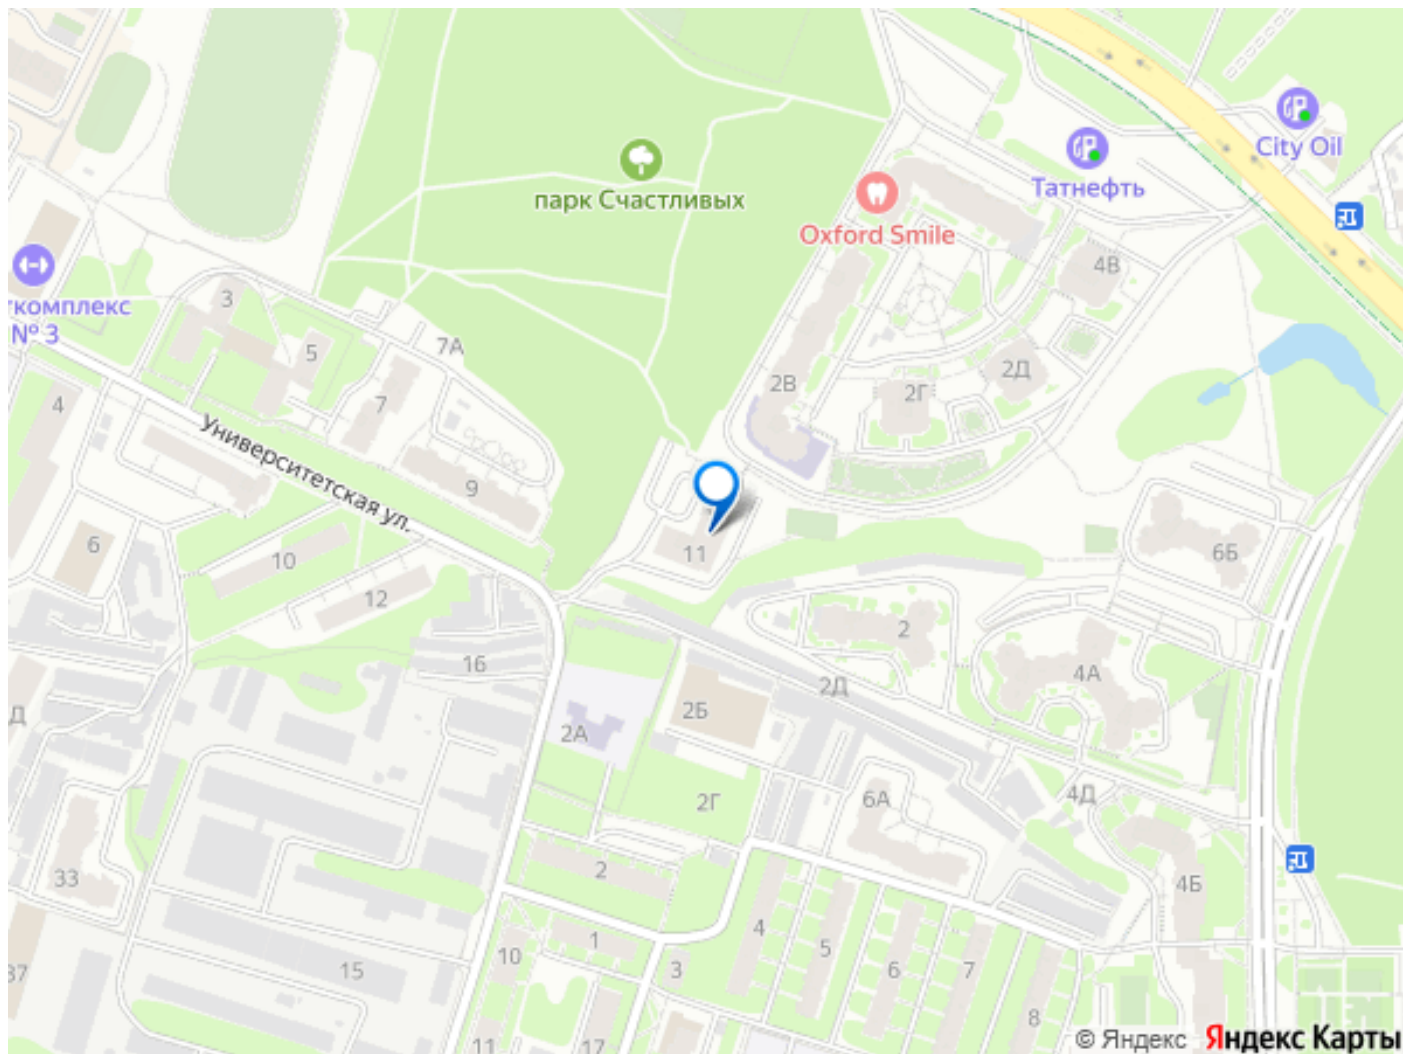 City Oil
Татнефть
парк Счастливых
Oxford Smile
4В
3
ткомплекс
№ 3
7А
5
2Д
2В
2Г
7
4
Университетская ул.
9
6
10
11
6Б
12
2
16
4А
2Д
2Б
Д
2А
4Д
6А
2Г
2
33
4Б
4
1
5
10
3
15
6
7
37
8
11
17
© Яндекс
Яндекс Карты